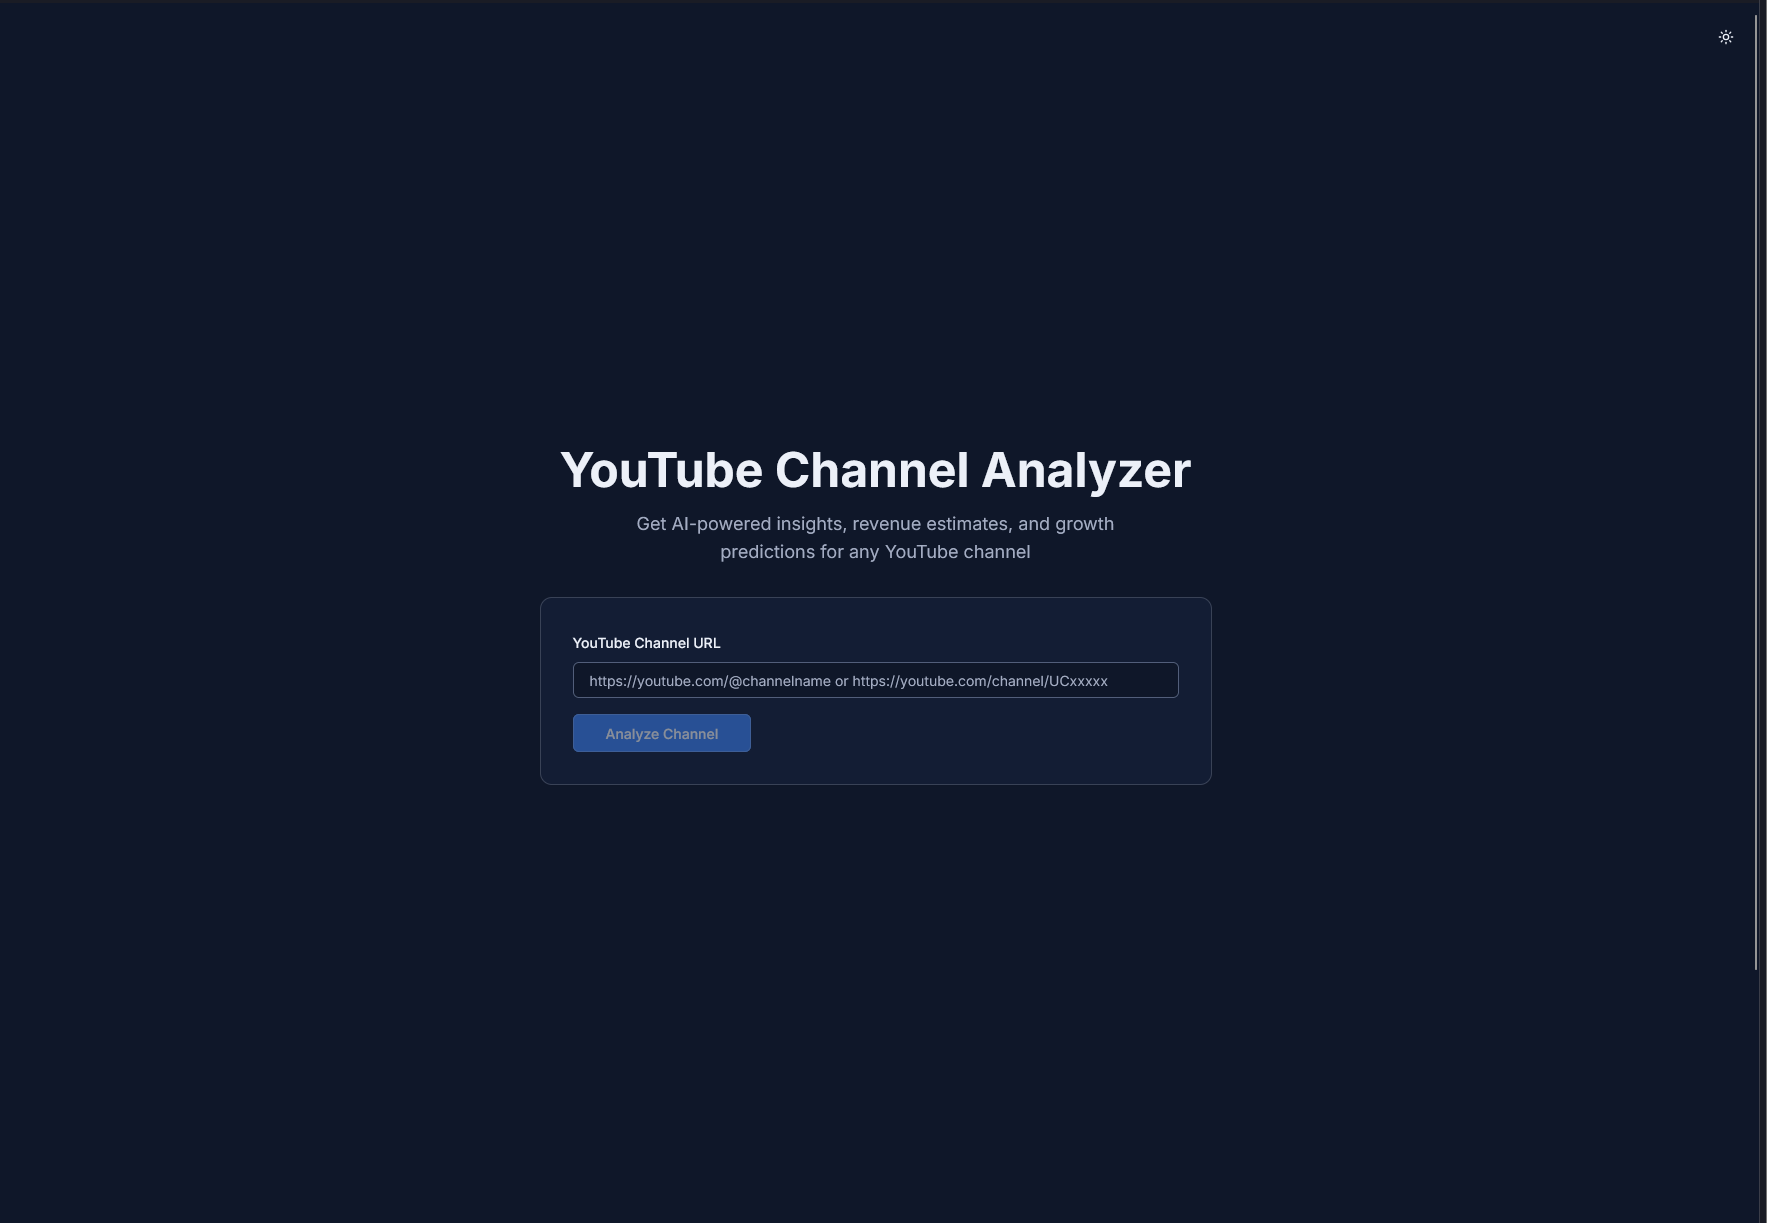 YouTube Channel Analyzer
Get AI-powered insights, revenue estimates, and growth
predictions for any YouTube channel
YouTube Channel URL
https://youtube.com/@channelname or https://youtube.com/channel/UCxxxxx
Analyze Channel